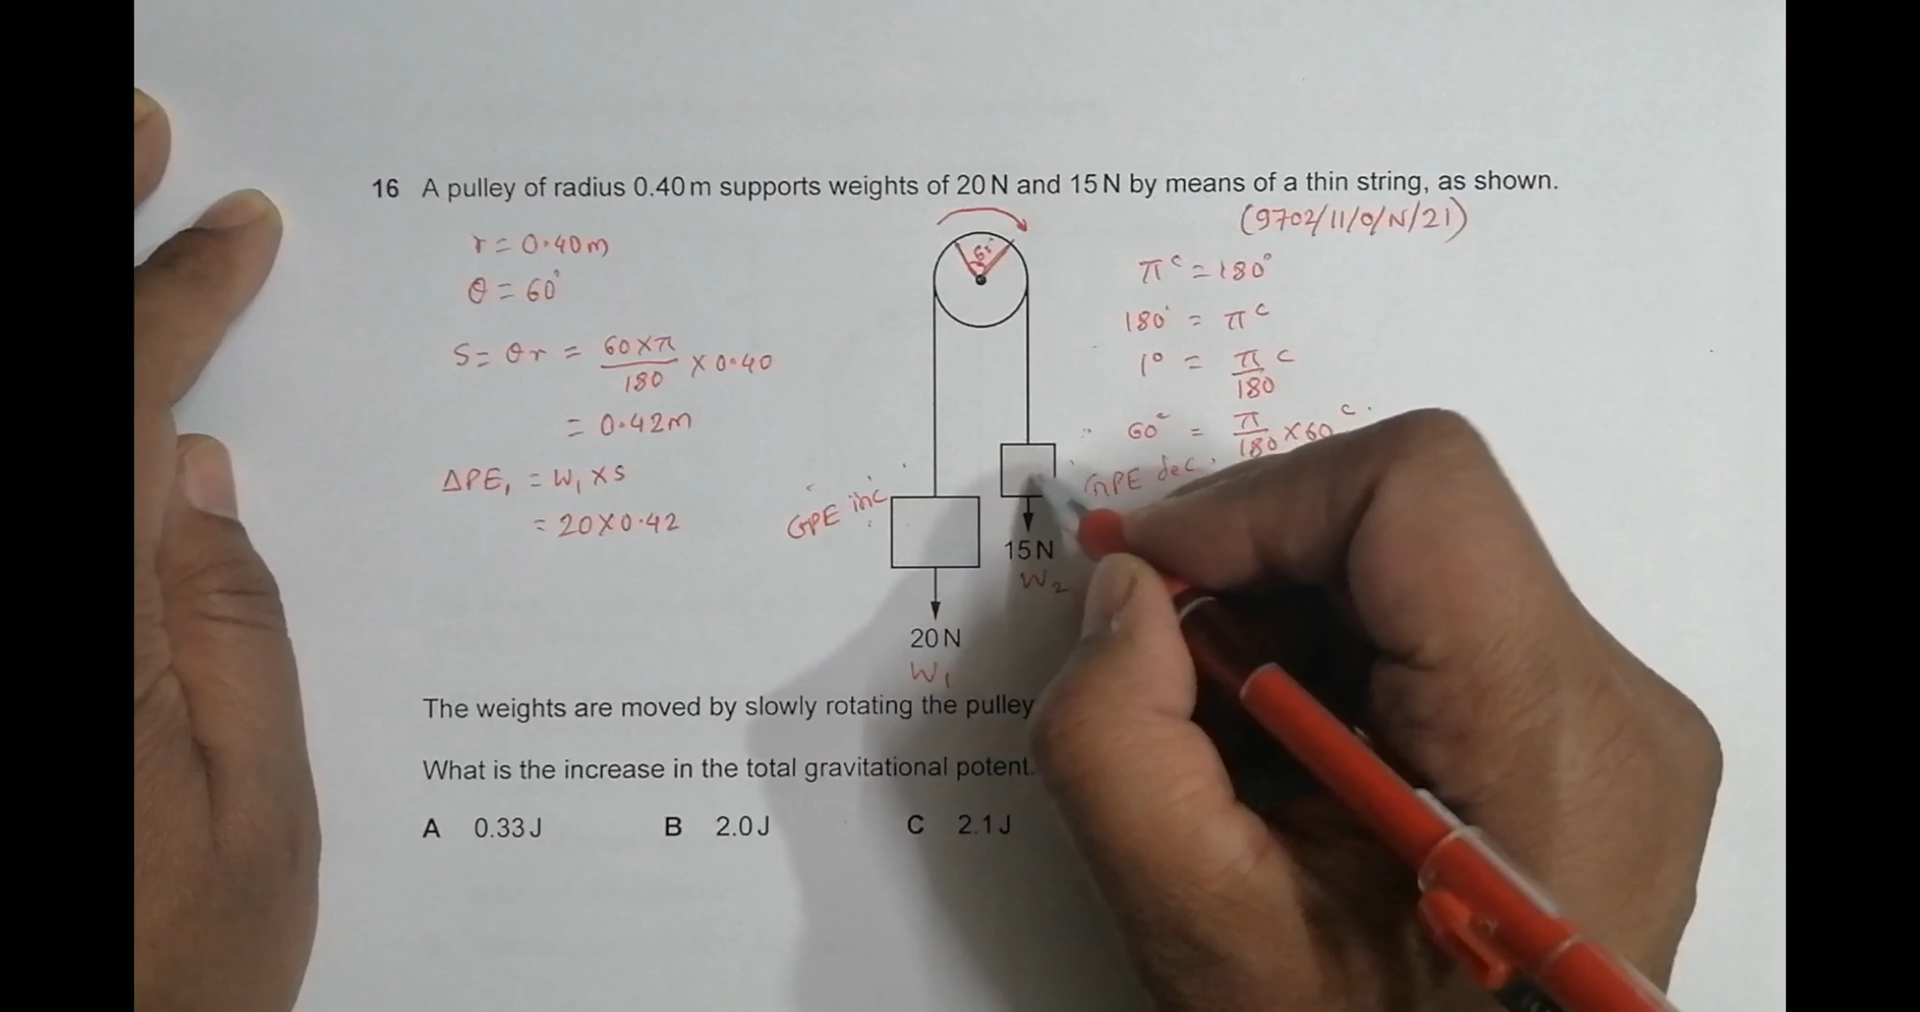 16 A pulley of radius 0.40 m supports weights of 20 N and 15 N by means of a thin string, as shown.
(9702/11/O/N/21)
r = 0.40m
θ = 60°
S = θr = 60×π/180 × 0.40
= 0.42m
ΔPE₁ = W₁ × S
= 20 × 0.42
π^c = 180°
180° = π^c
1° = π/180 ^c
60° = π/180 × 60 ^c
GPE inc
GPE dec
15 N
W₂
20 N
W₁
The weights are moved by slowly rotating the pulley
What is the increase in the total gravitational potent
A 0.33 J B 2.0 J C 2.1 J